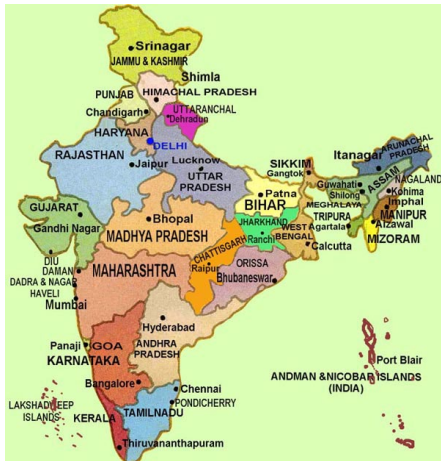 Srinagar
JAMMU & KASHMIR
Shimla
HIMACHAL PRADESH
PUNJAB
Chandigarh
UTTARANCHAL
Dehradun
HARYANA
DELHI
RAJASTHAN
Jaipur
Lucknow
UTTAR
PRADESH
SIKKIM
Gangtok
Itanagar
ARUNACHAL
PRADESH
ASSAM
NAGALAND
Guwahati
Shilong
MEGHALAYA
Kohima
Imphal
MANIPUR
TRIPURA
Agartala
Aizawal
MIZORAM
Patna
BIHAR
JHARKHAND
Ranchi
WEST
BENGAL
Calcutta
GUJARAT
Gandhi Nagar
Bhopal
MADHYA PRADESH
CHATTISGARH
Raipur
ORISSA
Bhubaneswar
DIU
DAMAN
DADRA & NAGAR
HAVELI
MAHARASHTRA
Mumbai
Hyderabad
ANDHRA
PRADESH
Panaji
GOA
KARNATAKA
Bangalore
Chennai
PONDICHERRY
TAMILNADU
KERALA
Thiruvananthapuram
LAKSHADWEEP
ISLANDS
Port Blair
ANDMAN &NICOBAR ISLANDS
(INDIA)